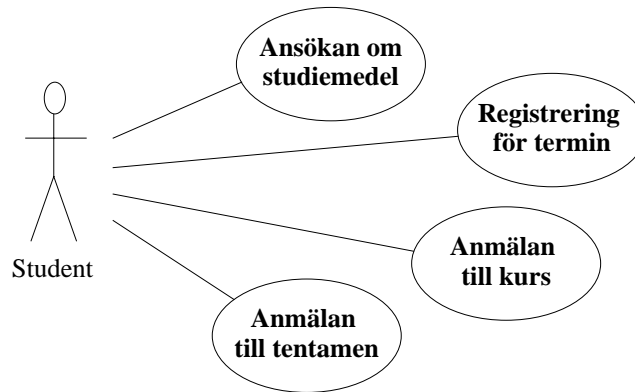 Ansökan om
studiemedel
Registrering
för termin
Student
Anmälan
till kurs
Anmälan
till tentamen